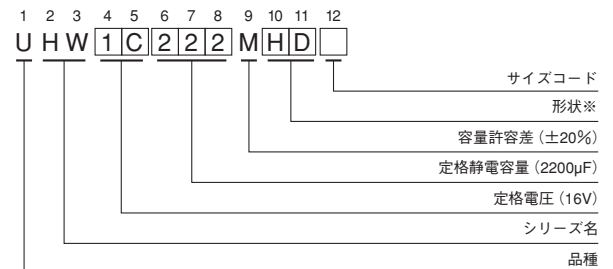 1 2 3 4 5 6 7 8 9 10 11 12
U H W 1 C 2 2 2 M H D
サイズコード
形状※
容量許容差（±20％）
定格静電容量（2200µF）
定格電圧（16V）
シリーズ名
品種